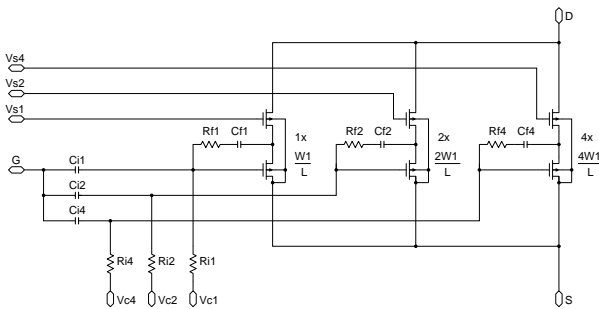 D
Vs4
Vs2
Vs1
Rf1 Cf1 1x
Rf2 Cf2 2x
Rf4 Cf4 4x
G
Ci1
W1
L
2W1
L
4W1
L
Ci2
Ci4
Ri4
Ri2
Ri1
Vc4
Vc2
Vc1
S